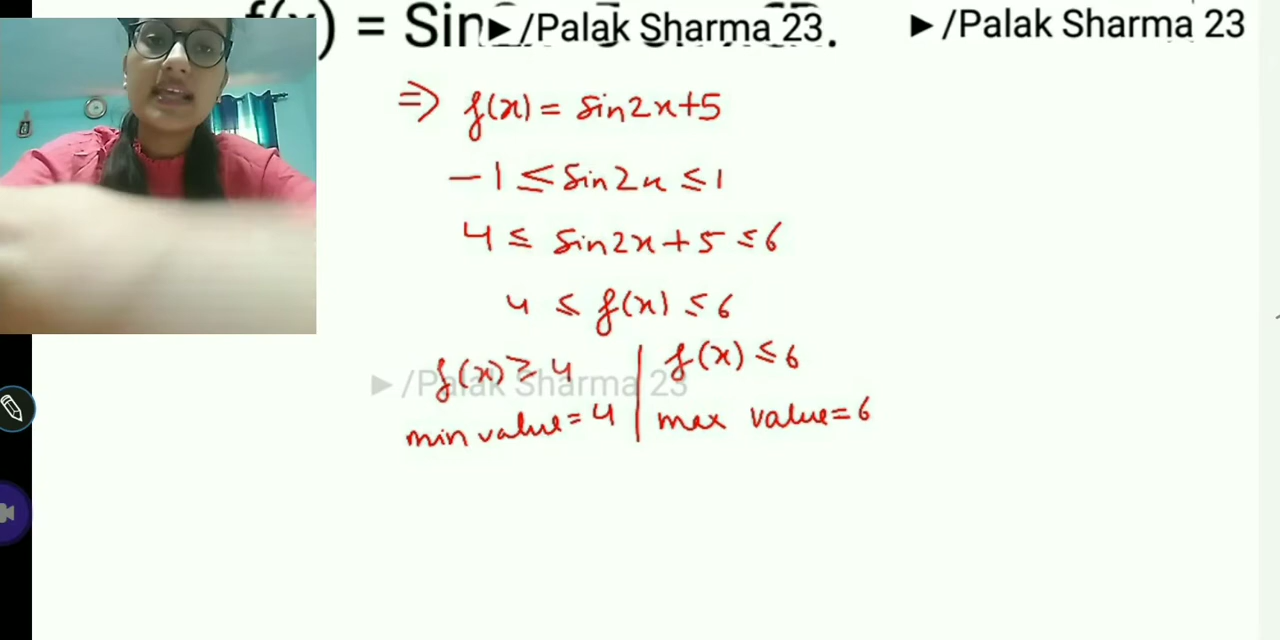 f(x) = Sin ►/Palak Sharma 23.
►/Palak Sharma 23
⇒ f(x) = sin2x+5
-1 ≤ Sin2x ≤ 1
4 ≤ sin2x + 5 ≤ 6
4 ≤ f(x) ≤ 6
f(x) ≥ 4 | f(x) ≤ 6
►/Palak Sharma 23
min value = 4 | max value = 6